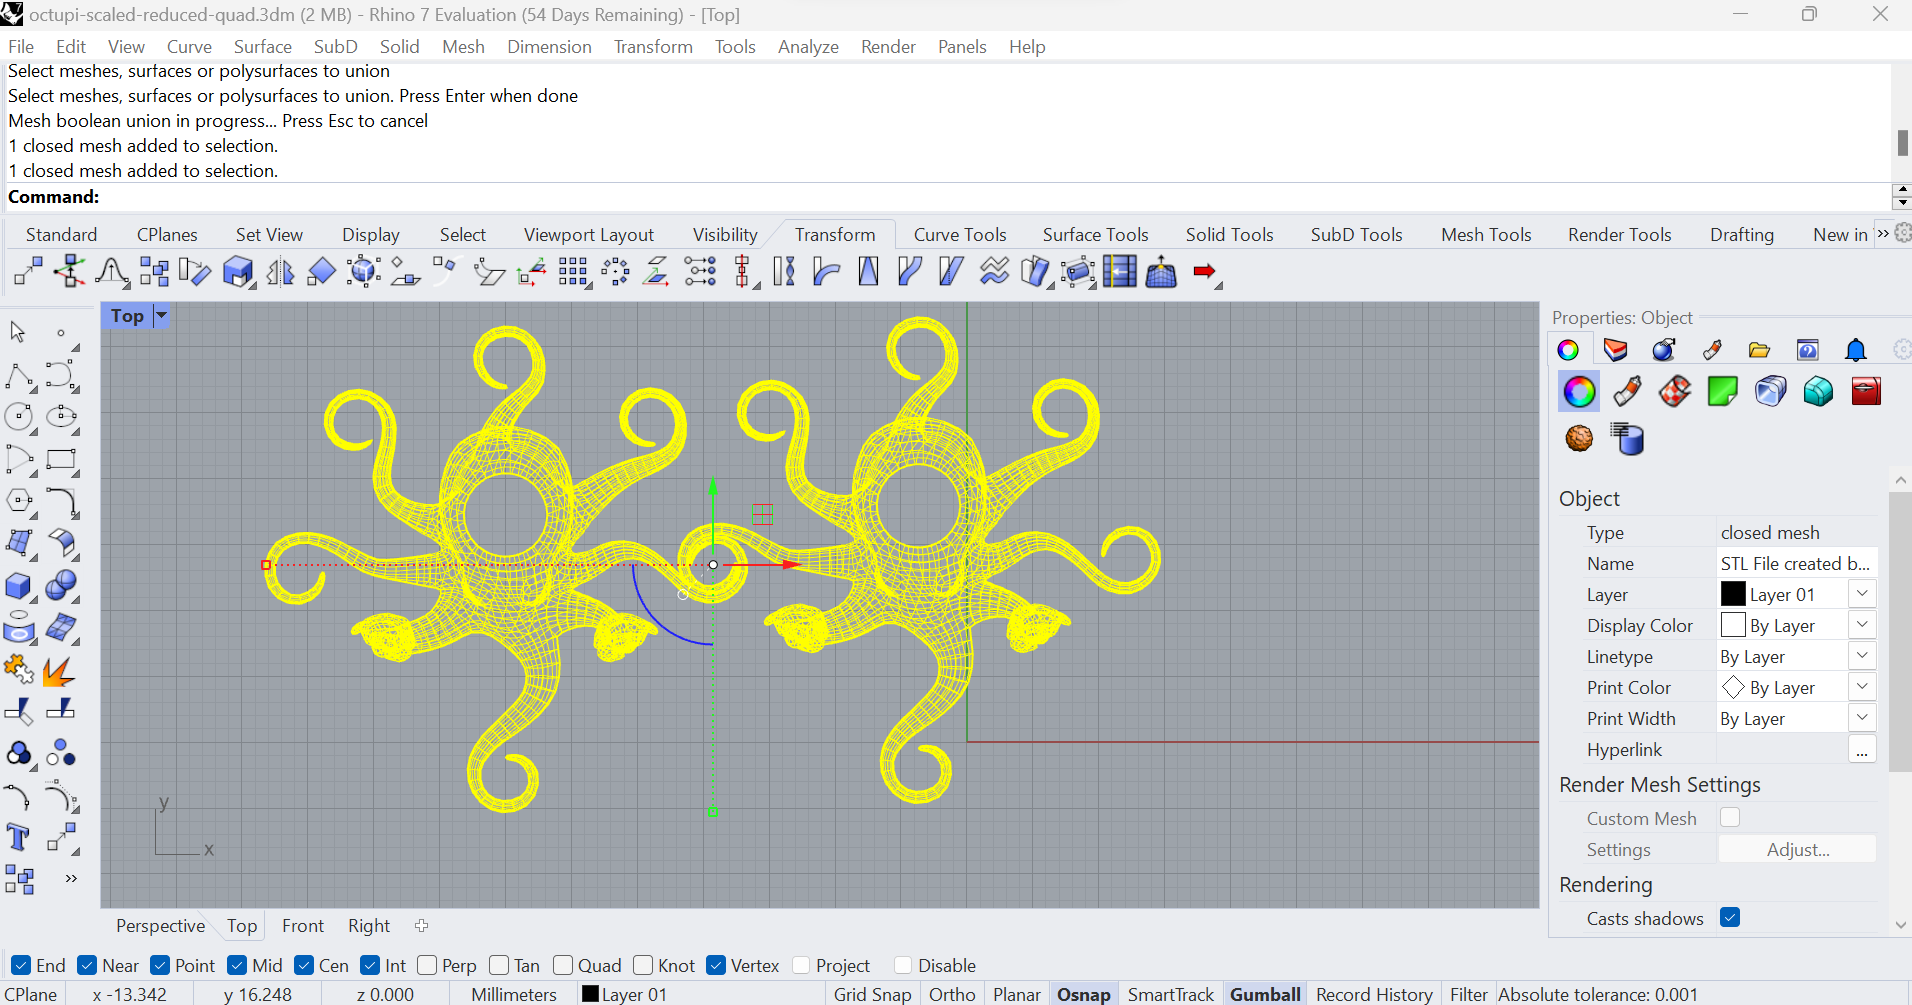 octupi-scaled-reduced-quad.3dm (2 MB) - Rhino 7 Evaluation (54 Days Remaining) - [Top]
File Edit View Curve Surface SubD Solid Mesh Dimension Transform Tools Analyze Render Panels Help
Select meshes, surfaces or polysurfaces to union
Select meshes, surfaces or polysurfaces to union. Press Enter when done
Mesh boolean union in progress... Press Esc to cancel
1 closed mesh added to selection.
1 closed mesh added to selection.
Command:
Standard CPlanes Set View Display Select Viewport Layout Visibility Transform Curve Tools Surface Tools Solid Tools SubD Tools Mesh Tools Render Tools Drafting New in »
Top
y
x
»
Properties: Object
Object
Type closed mesh
Name STL File created b...
Layer Layer 01
Display Color By Layer
Linetype By Layer
Print Color By Layer
Print Width By Layer
Hyperlink ...
Render Mesh Settings
Custom Mesh
Settings Adjust...
Rendering
Casts shadows
Perspective Top Front Right
End Near Point Mid Cen Int Perp Tan Quad Knot Vertex Project Disable
CPlane x -13.342 y 16.248 z 0.000 Millimeters Layer 01 Grid Snap Ortho Planar Osnap SmartTrack Gumball Record History Filter Absolute tolerance: 0.001